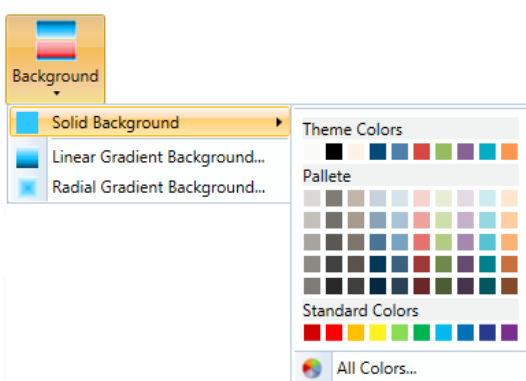 Background
Solid Background
Linear Gradient Background...
Radial Gradient Background...
Theme Colors
Pallete
Standard Colors
All Colors...